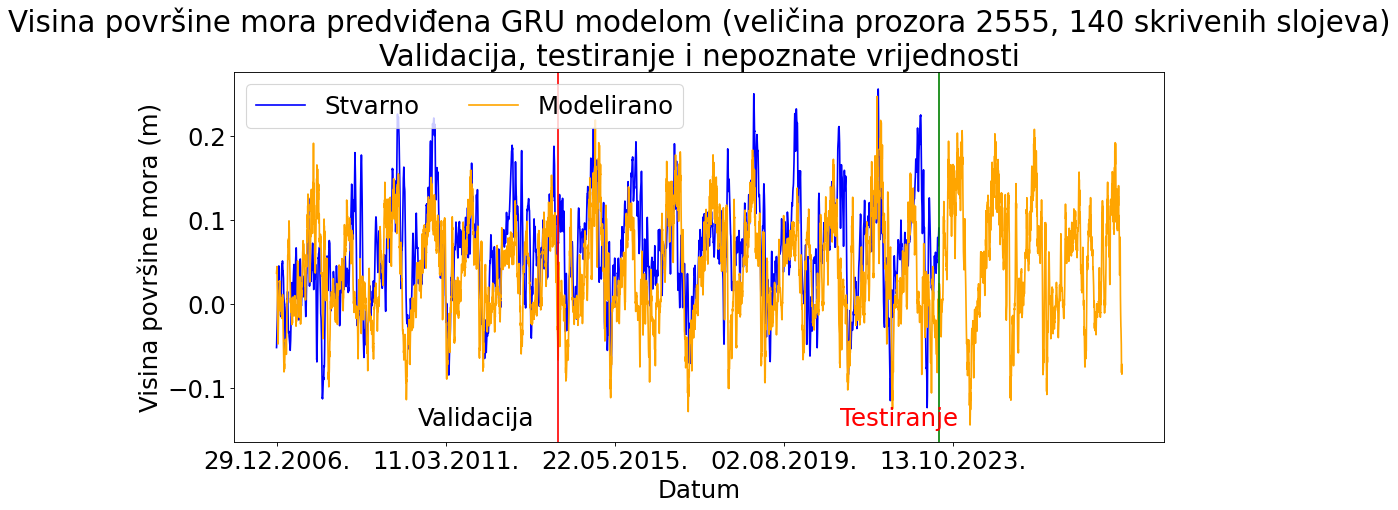 Visina površine mora predviđena GRU modelom (veličina prozora 2555, 140 skrivenih slojeva)
Validacija, testiranje i nepoznate vrijednosti
Stvarno Modelirano
Visina površine mora (m)
0.2
0.1
0.0
−0.1
Validacija
Testiranje
29.12.2006. 11.03.2011. 22.05.2015. 02.08.2019. 13.10.2023.
Datum